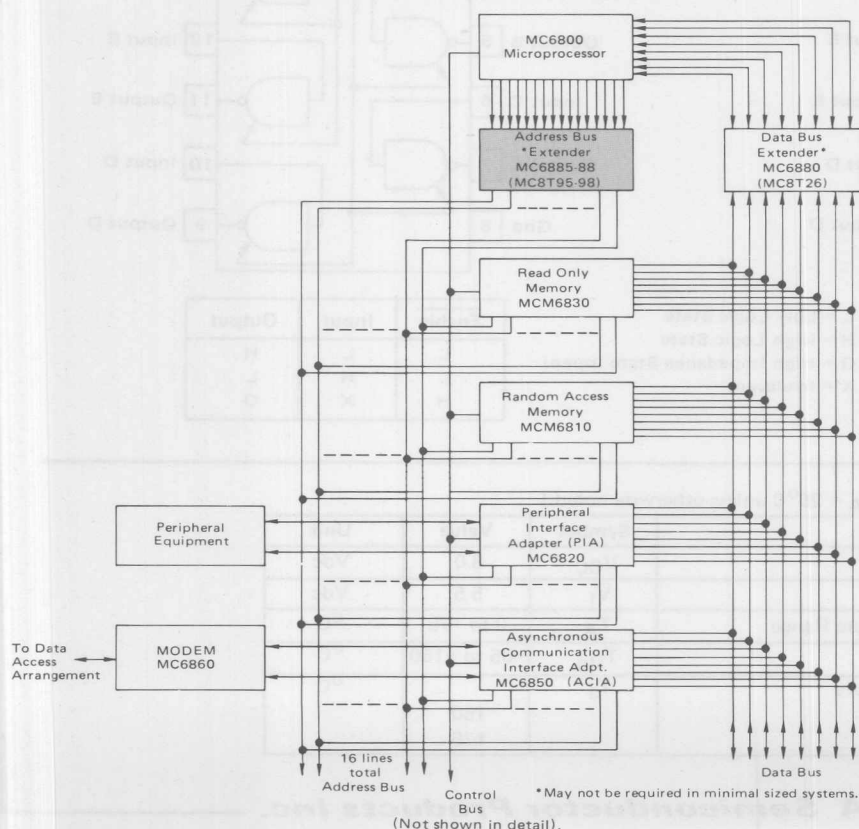 MC6800
Microprocessor
Address Bus
*Extender
MC6885-88
(MC8T95-98)
Data Bus
Extender*
MC6880
(MC8T26)
Read Only
Memory
MCM6830
Random Access
Memory
MCM6810
Peripheral
Equipment
Peripheral
Interface
Adapter (PIA)
MC6820
To Data
Access
Arrangement
MODEM
MC6860
Asynchronous
Communication
Interface Adpt.
MC6850 (ACIA)
16 lines
total
Address Bus
Control
Bus
(Not shown in detail).
Data Bus
*May not be required in minimal sized systems.